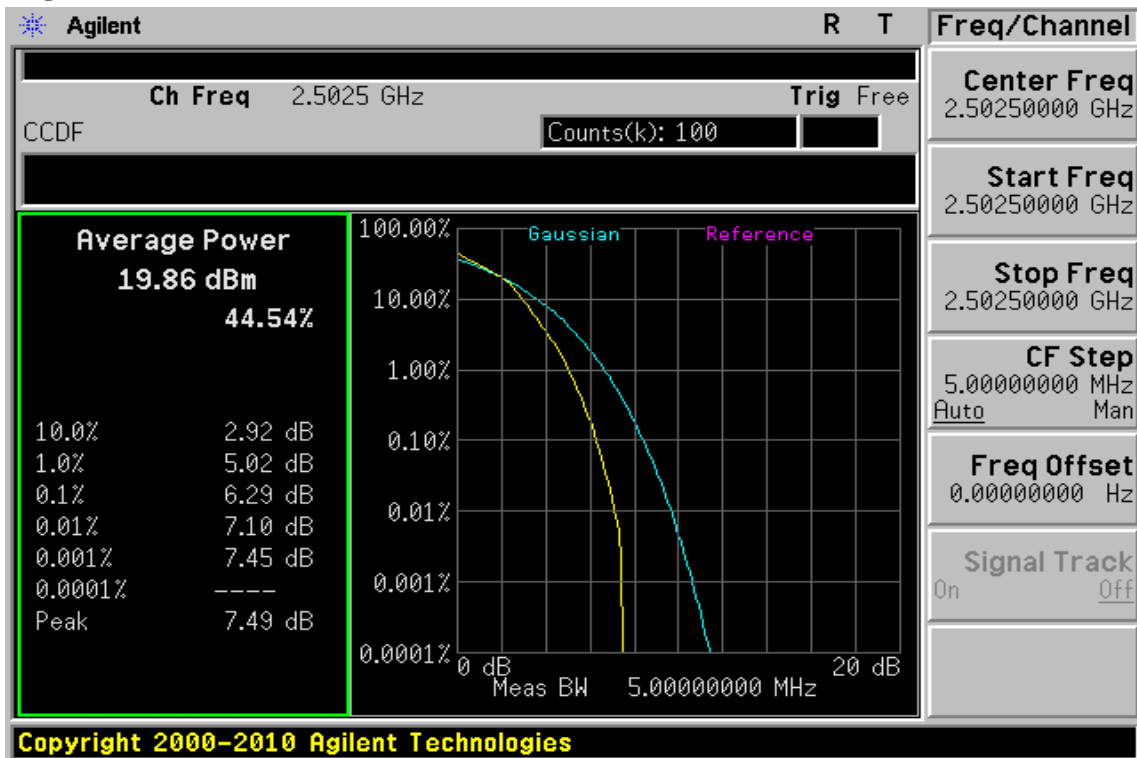 Agilent R T
Ch Freq 2.5025 GHz Trig Free
CCDF Counts(k): 100
Average Power
19.86 dBm
44.54%
10.0% 2.92 dB
1.0% 5.02 dB
0.1% 6.29 dB
0.01% 7.10 dB
0.001% 7.45 dB
0.0001% ----
Peak 7.49 dB
Gaussian Reference
100.00%
10.00%
1.00%
0.10%
0.01%
0.001%
0.0001%
0 dB 20 dB
Meas BW 5.00000000 MHz
Freq/Channel
Center Freq
2.50250000 GHz
Start Freq
2.50250000 GHz
Stop Freq
2.50250000 GHz
CF Step
5.00000000 MHz
Auto Man
Freq Offset
0.00000000 Hz
Signal Track
On Off
Copyright 2000-2010 Agilent Technologies